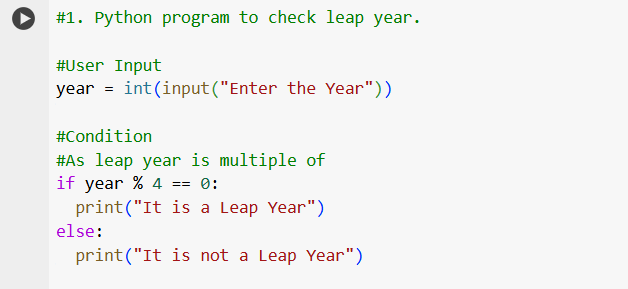 #1. Python program to check leap year.
#User Input
year = int(input("Enter the Year"))
#Condition
#As leap year is multiple of
if year % 4 == 0:
  print("It is a Leap Year")
else:
  print("It is not a Leap Year")